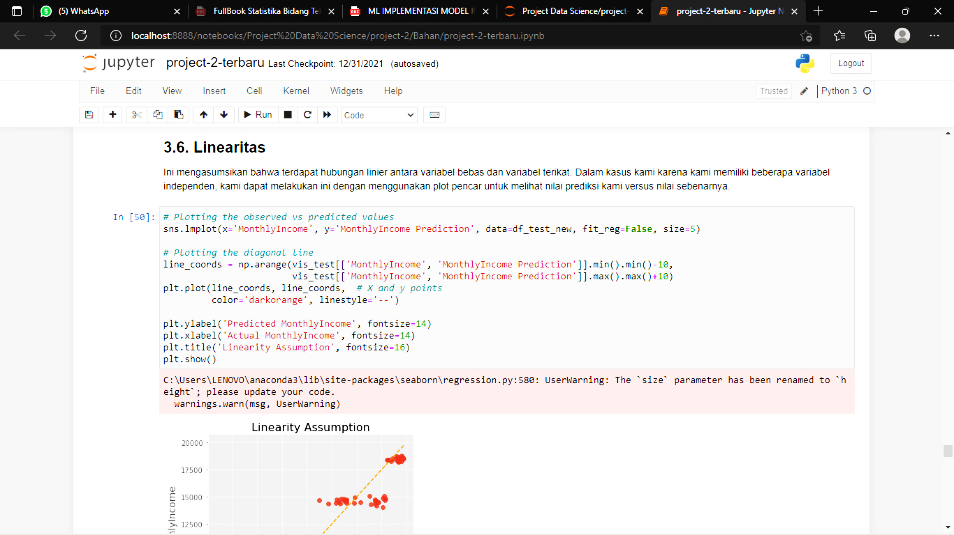 (5) WhatsApp
FullBook Statistika Bidang Te
ML IMPLEMENTASI MODEL
Project Data Science/project-
project-2-terbaru - Jupyter N
localhost:8888/notebooks/Project%20Data%20Science/project-2/Bahan/project-2-terbaru.ipynb
jupyter project-2-terbaru Last Checkpoint: 12/31/2021 (autosaved)
Logout
File Edit View Insert Cell Kernel Widgets Help
Trusted Python 3
Run Code
3.6. Linearitas
Ini mengasumsikan bahwa terdapat hubungan linier antara variabel bebas dan variabel terikat. Dalam kasus kami karena kami memiliki beberapa variabel
independen, kami dapat melakukan ini dengan menggunakan plot pencar untuk melihat nilai prediksi kami versus nilai sebenarnya.
In [50]: # Plotting the observed vs predicted values
sns.lmplot(x='MonthlyIncome', y='MonthlyIncome Prediction', data=df_test_new, fit_reg=False, size=5)
# Plotting the diagonal line
line_coords = np.arange(vis_test[['MonthlyIncome', 'MonthlyIncome Prediction']].min().min()-10,
vis_test[['MonthlyIncome', 'MonthlyIncome Prediction']].max().max()+10)
plt.plot(line_coords, line_coords, # X and y points
color='darkorange', linestyle='--')
plt.ylabel('Predicted MonthlyIncome', fontsize=14)
plt.xlabel('Actual MonthlyIncome', fontsize=14)
plt.title('Linearity Assumption', fontsize=16)
plt.show()
C:\Users\LENOVO\anaconda3\lib\site-packages\seaborn\regression.py:580: UserWarning: The `size` parameter has been renamed to `h
eight`; please update your code.
warnings.warn(msg, UserWarning)
Linearity Assumption
20000
17500
15000
12500